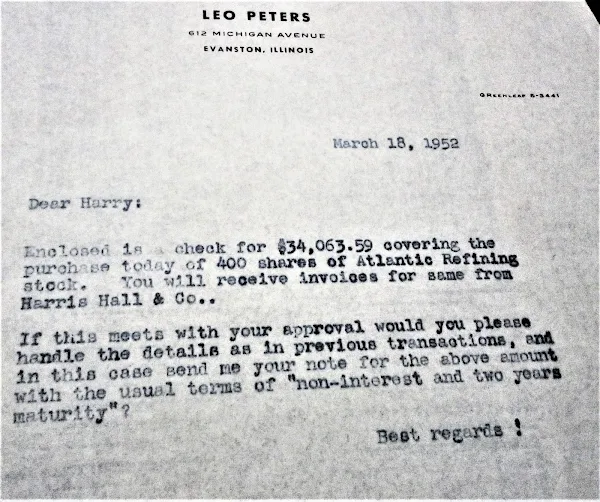 LEO PETERS
612 MICHIGAN AVENUE
EVANSTON, ILLINOIS
GREENLEAF 5-3441
March 18, 1952
Dear Harry:
Enclosed is a check for $34,063.59 covering the
purchase today of 400 shares of Atlantic Refining
stock. You will receive invoices for same from
Harris Hall & Co..
If this meets with your approval would you please
handle the details as in previous transactions, and
in this case send me your note for the above amount
with the usual terms of "non-interest and two years
maturity"?
Best regards !